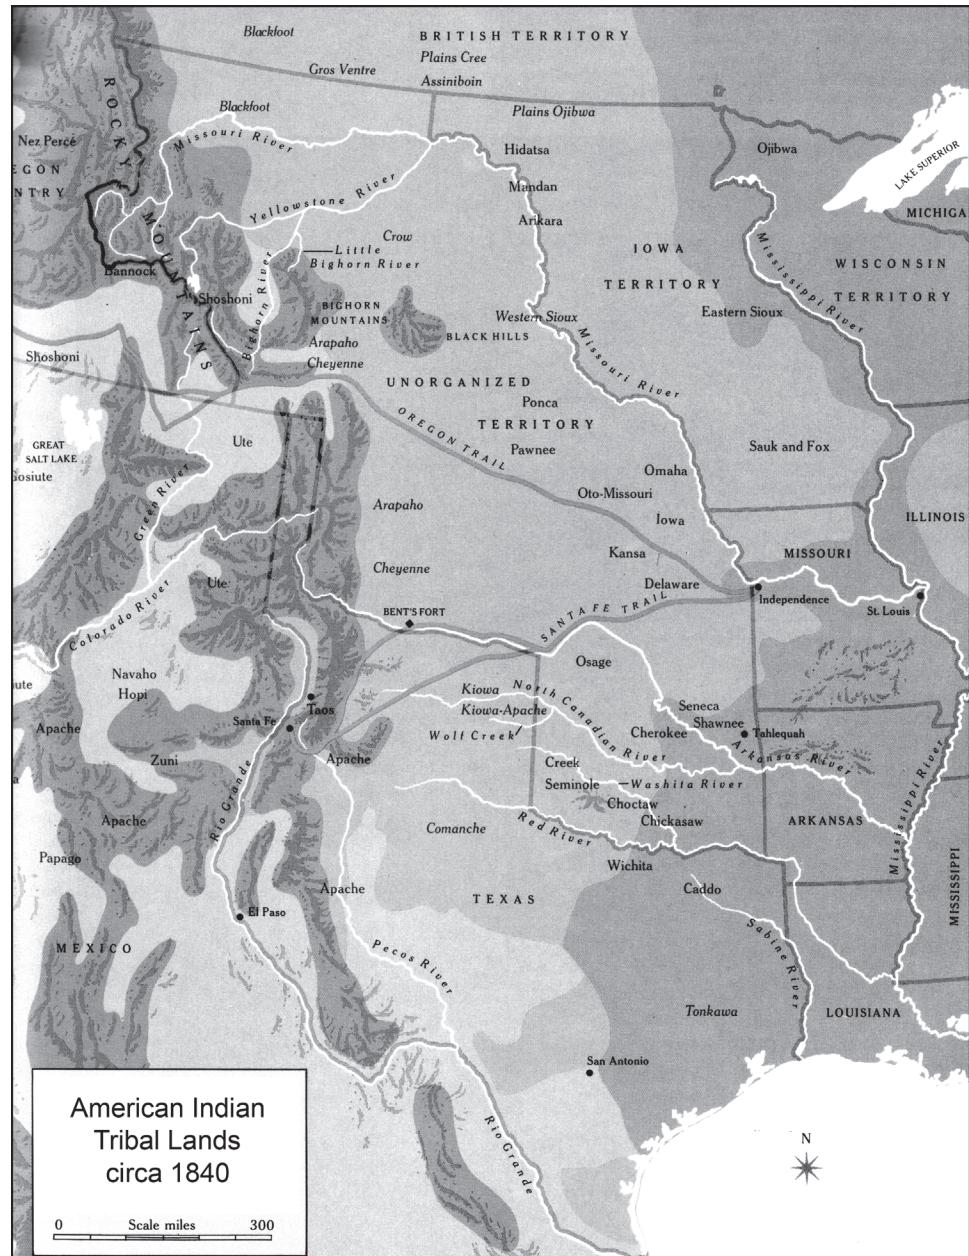 Blackfoot
BRITISH TERRITORY
Plains Cree
Gros Ventre
Assiniboin
Blackfoot
Plains Ojibwa
ROCKY MOUNTAINS
Missouri River
Nez Percé
Hidatsa
Ojibwa
LAKE SUPERIOR
EGON
NTRY
Mandan
Yellowstone River
Arikara
MICHIGA
Crow
Little
Bighorn River
IOWA
TERRITORY
Mississippi River
WISCONSIN
TERRITORY
Bannock
Shoshoni
Bighorn River
BIGHORN
MOUNTAINS
Western Sioux
Eastern Sioux
BLACK HILLS
Missouri River
Arapaho
Cheyenne
Shoshoni
UNORGANIZED
TERRITORY
Ponca
OREGON TRAIL
Pawnee
Sauk and Fox
GREAT
SALT LAKE
Gosiute
Ute
Green River
Omaha
Oto-Missouri
Arapaho
Iowa
ILLINOIS
Kansa
MISSOURI
Cheyenne
Ute
Delaware
Independence
St. Louis
Colorado River
BENT'S FORT
SANTA FE TRAIL
Osage
Navaho
Hopi
ute
Kiowa
North Canadian River
Kiowa-Apache
Taos
Seneca
Shawnee
Santa Fe
Apache
Wolf Creek
Cherokee
Tahlequah
Arkansas River
Zuni
Apache
Creek
Seminole
Washita River
a
Choctaw
Chickasaw
Rio Grande
Mississippi River
Apache
Comanche
Red River
ARKANSAS
Papago
Wichita
Apache
Caddo
MISSISSIPPI
TEXAS
El Paso
Sabine River
MEXICO
Pecos River
Tonkawa
LOUISIANA
San Antonio
American Indian
Tribal Lands
circa 1840
Rio Grande
N
0 Scale miles 300